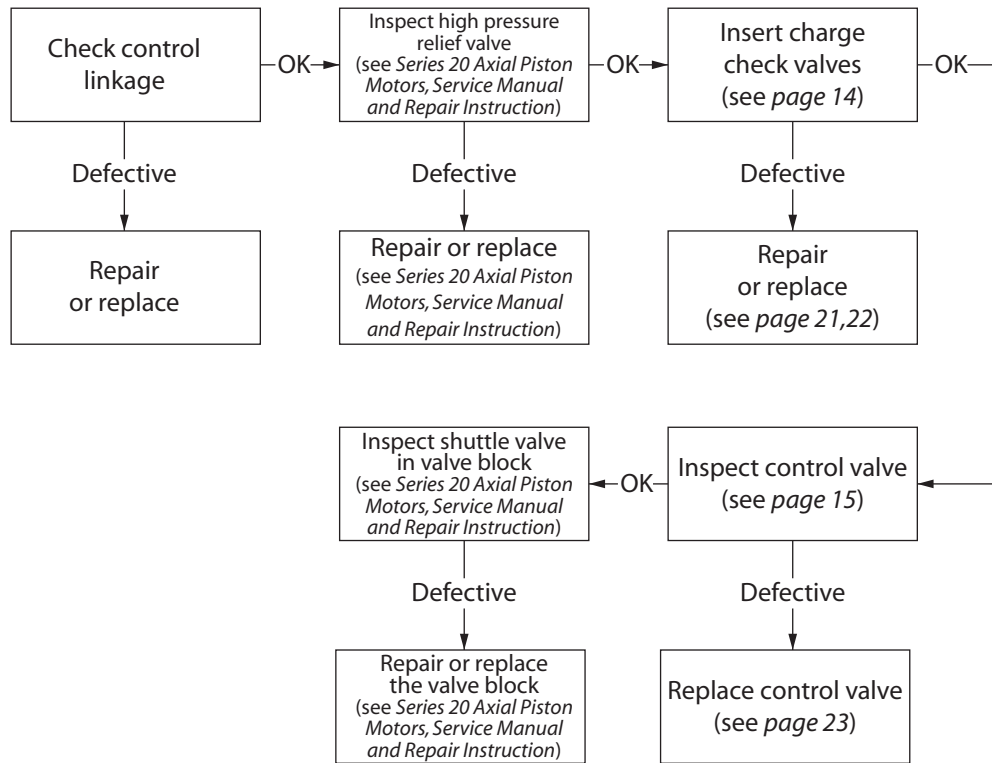 Check control
linkage
OK
Inspect high pressure
relief valve
(see Series 20 Axial Piston
Motors, Service Manual
and Repair Instruction)
OK
Insert charge
check valves
(see page 14)
OK
Defective
Defective
Defective
Repair
or replace
Repair or replace
(see Series 20 Axial Piston
Motors, Service Manual
and Repair Instruction)
Repair
or replace
(see page 21,22)
Inspect shuttle valve
in valve block
(see Series 20 Axial Piston
Motors, Service Manual
and Repair Instruction)
OK
Inspect control valve
(see page 15)
Defective
Defective
Repair or replace
the valve block
(see Series 20 Axial Piston
Motors, Service Manual
and Repair Instruction)
Replace control valve
(see page 23)